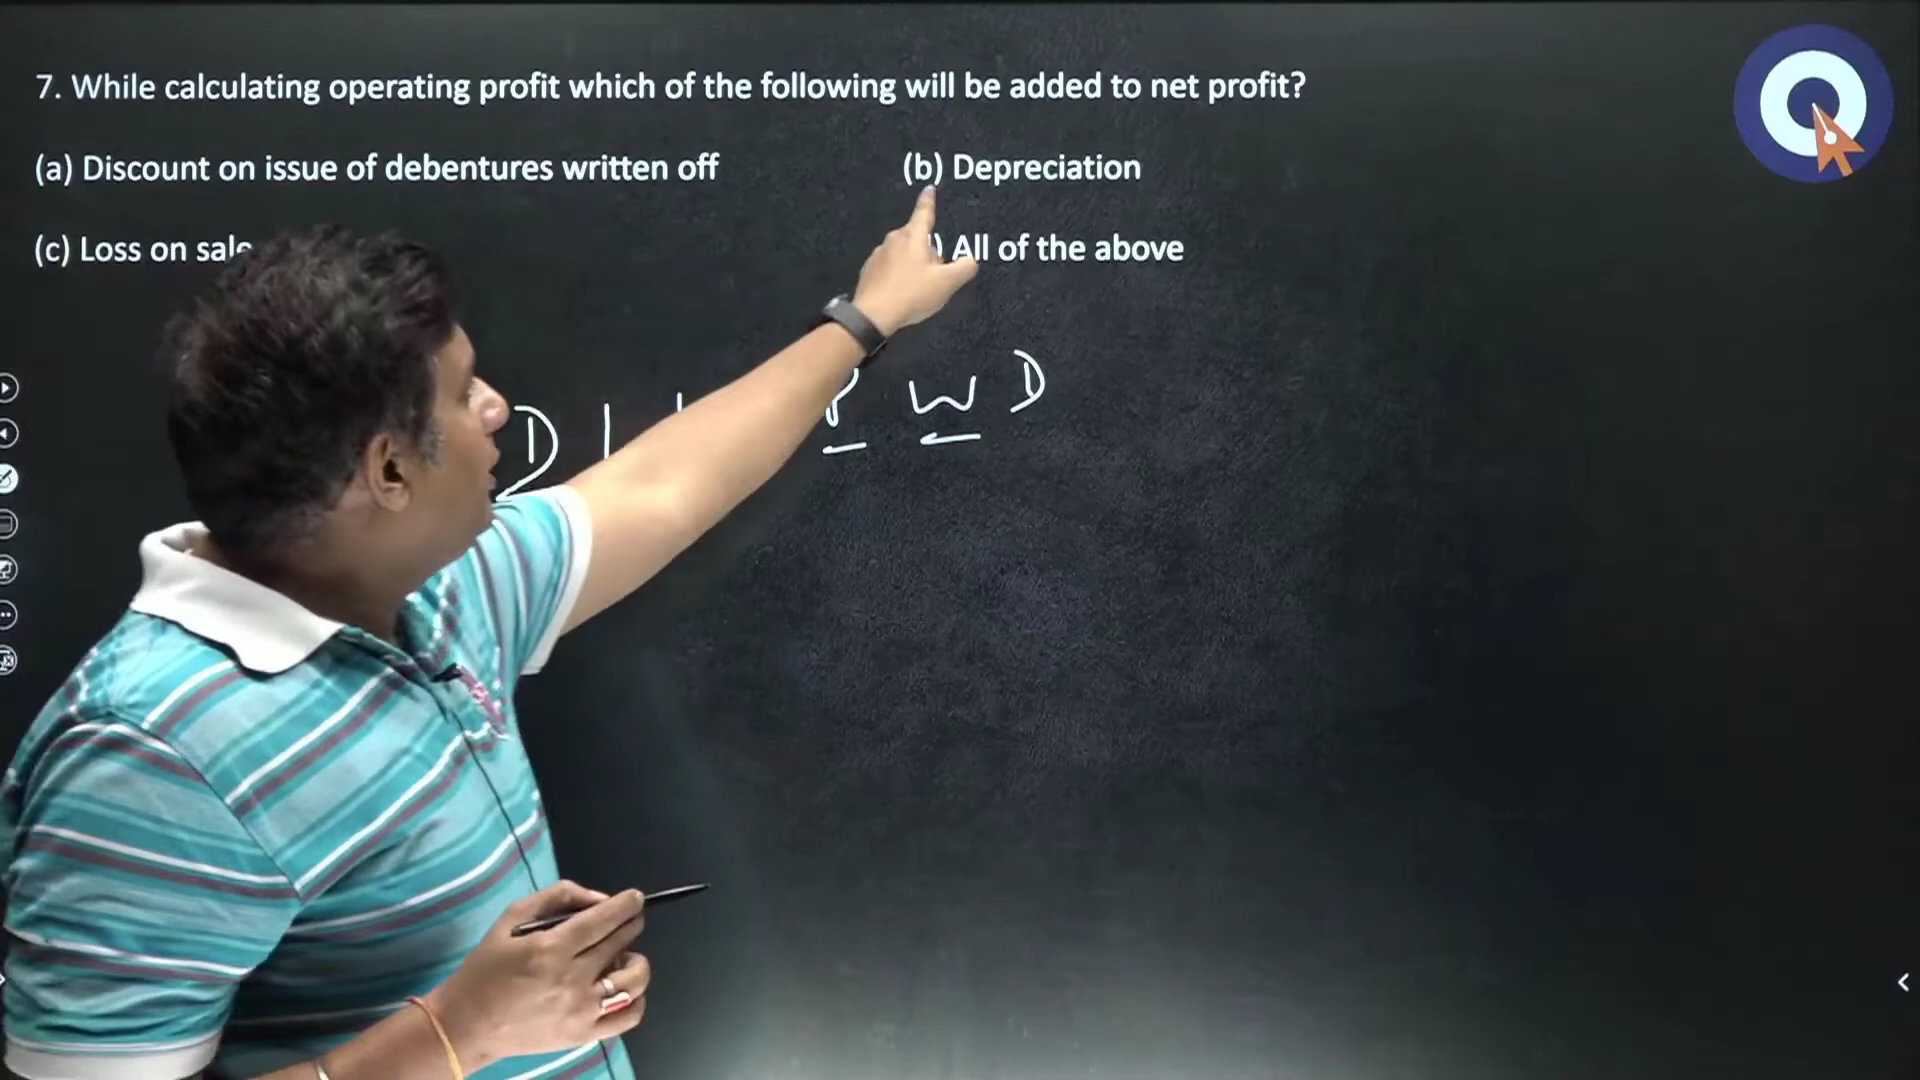 7. While calculating operating profit which of the following will be added to net profit?
(a) Discount on issue of debentures written off (b) Depreciation
(c) Loss on sale ) All of the above
D P W D